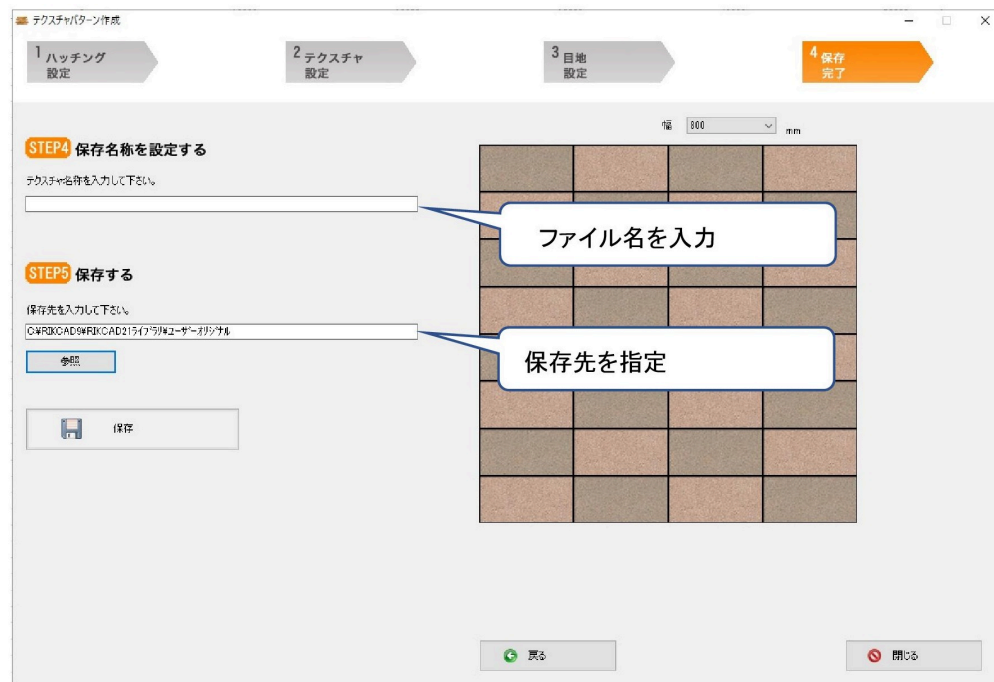 テクスチャパターン作成
1 ハッチング
設定
2 テクスチャ
設定
3 目地
設定
4 保存
完了
幅 800 mm
STEP4 保存名称を設定する
テクスチャ名称を入力して下さい。
ファイル名を入力
STEP5 保存する
保存先を入力して下さい。
C:¥RIKCAD9¥RIKCAD21ライブラリ¥ユーザーオリジナル
保存先を指定
参照
保存
戻る
閉じる